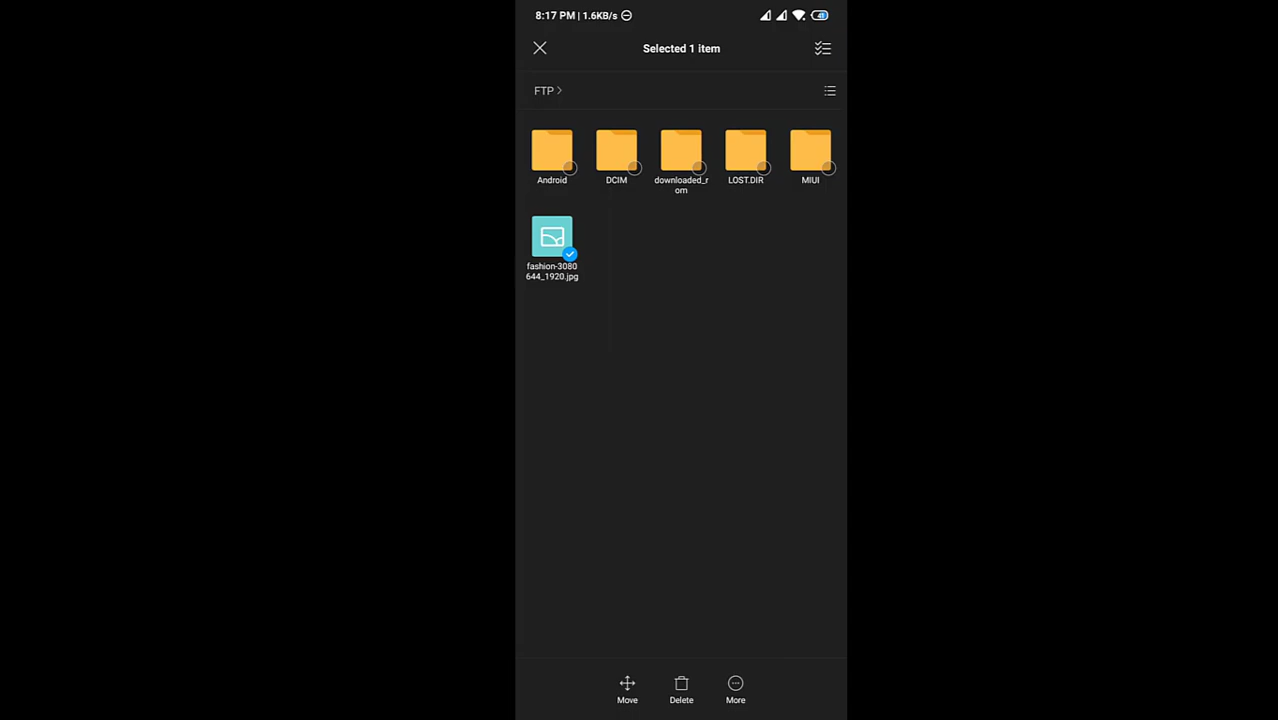 8:17 PM | 1.6KB/s 41
Selected 1 item
FTP
Android DCIM downloaded_r LOST.DIR MIUI
om
fashion-3080
644_1920.jpg
Move Delete More